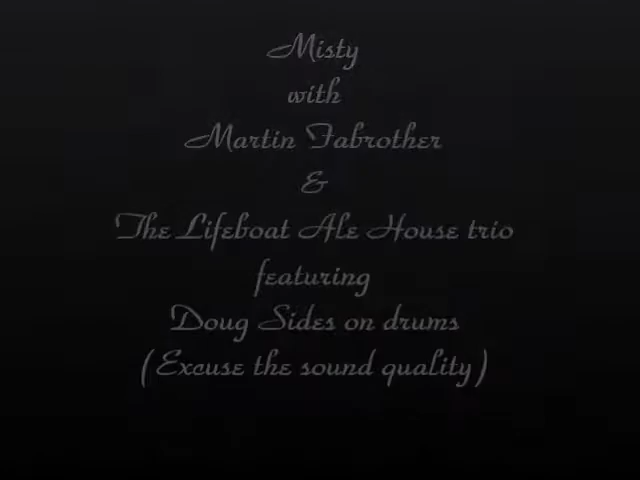 Misty
with
Martin Fabrother
&
The Lifeboat Ale House trio
featuring
Doug Sides on drums
(Excuse the sound quality)